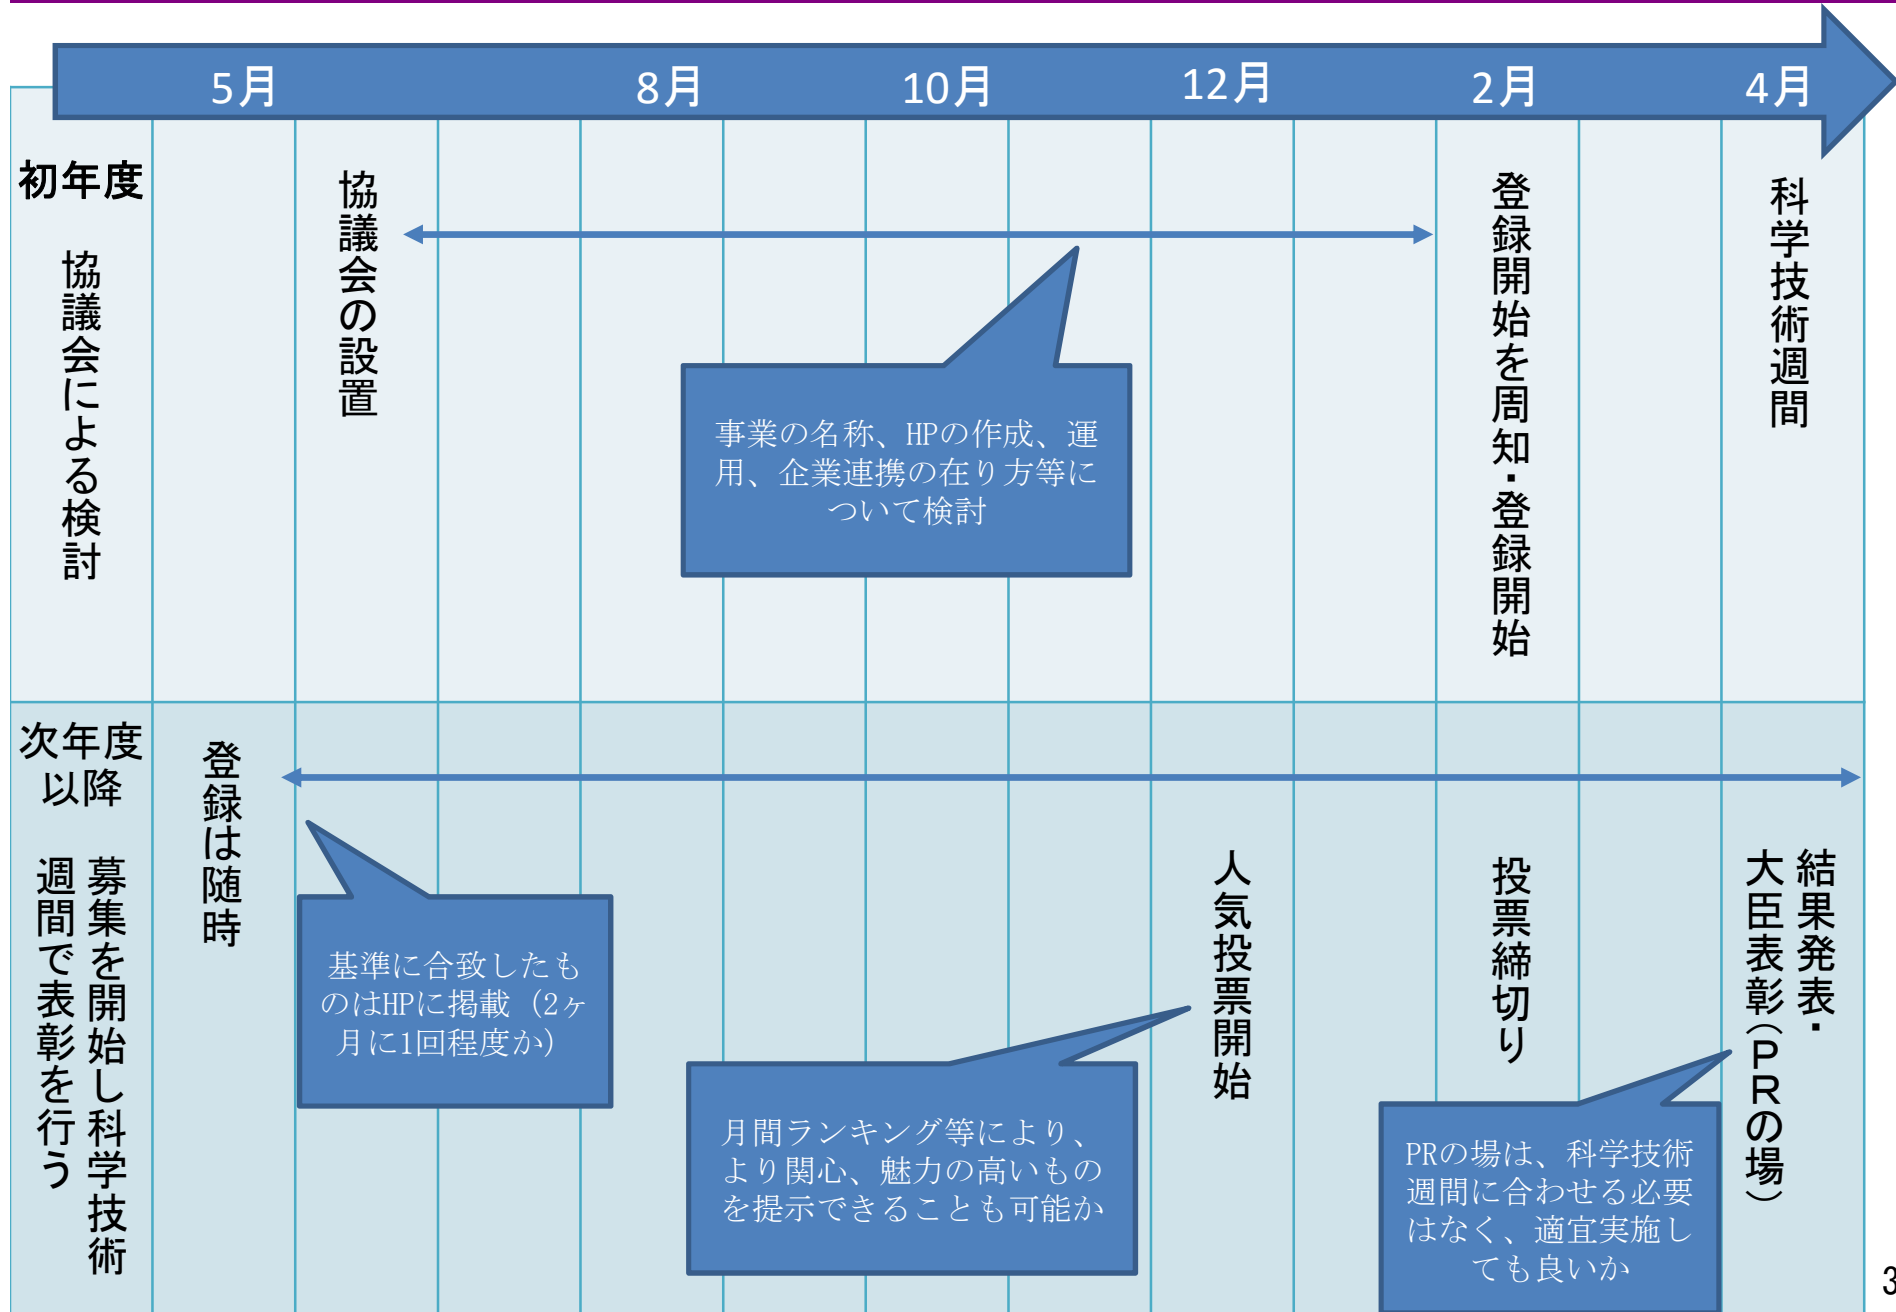 5月
8月
10月
12月
2月
4月
初年度
協議会による検討
協議会の設置
事業の名称、HPの作成、運
用、企業連携の在り方等に
ついて検討
登録開始を周知・登録開始
科学技術週間
次年度
以降
募集を開始し科学技術
週間で表彰を行う
登録は随時
基準に合致したも
のはHPに掲載（2ヶ
月に1回程度か）
月間ランキング等により、
より関心、魅力の高いもの
を提示できることも可能か
人気投票開始
投票締切り
PRの場は、科学技術
週間に合わせる必要
はなく、適宜実施し
ても良いか
結果発表・
大臣表彰（ＰＲの場）
3